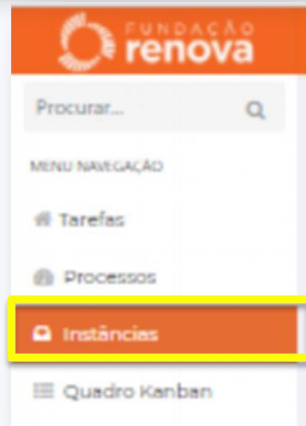 FUNDAÇÃO
renova
Procurar...
MENU NAVEGAÇÃO
Tarefas
Processos
Instâncias
Quadro Kanban